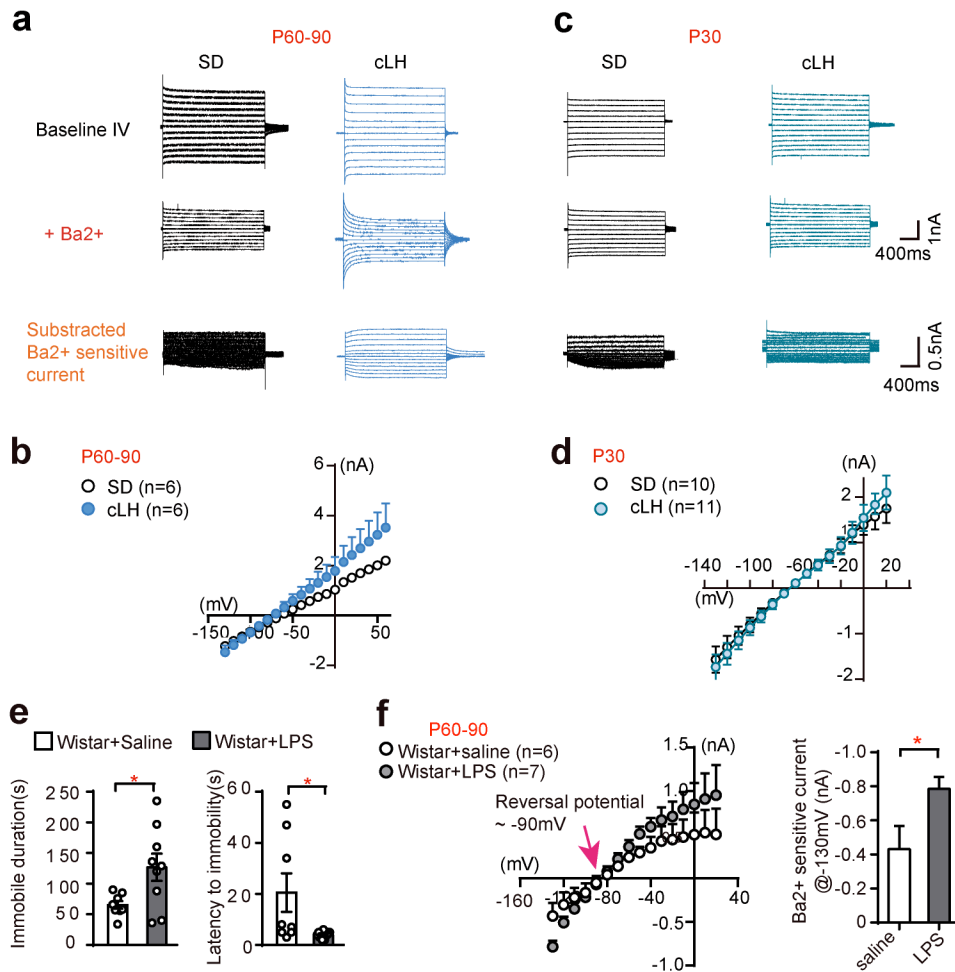 a
P60-90
SD
cLH
c
P30
SD
cLH
Baseline IV
+ Ba2+
1nA
400ms
Substracted
Ba2+ sensitive
current
0.5nA
400ms
b
P60-90
SD (n=6)
cLH (n=6)
(nA)
6
4
2
-2
(mV)
-150
-100
-50
50
d
P30
SD (n=10)
cLH (n=11)
(nA)
2
1
-140
-100
-60
-20
20
(mV)
-1
-2
e
Wistar+Saline
Wistar+LPS
Immobile duration(s)
250
200
150
100
50
0
*
Latency to immobility(s)
60
40
20
0
*
f
P60-90
Wistar+saline (n=6)
Wistar+LPS (n=7)
Reversal potential
~ -90mV
(nA)
1.5
1.0
-0.5
-1.0
(mV)
-160
-120
-80
-40
40
Ba2+ sensitive current
@-130mV (nA)
-1.0
-0.8
-0.6
-0.4
-0.2
0
*
saline
LPS